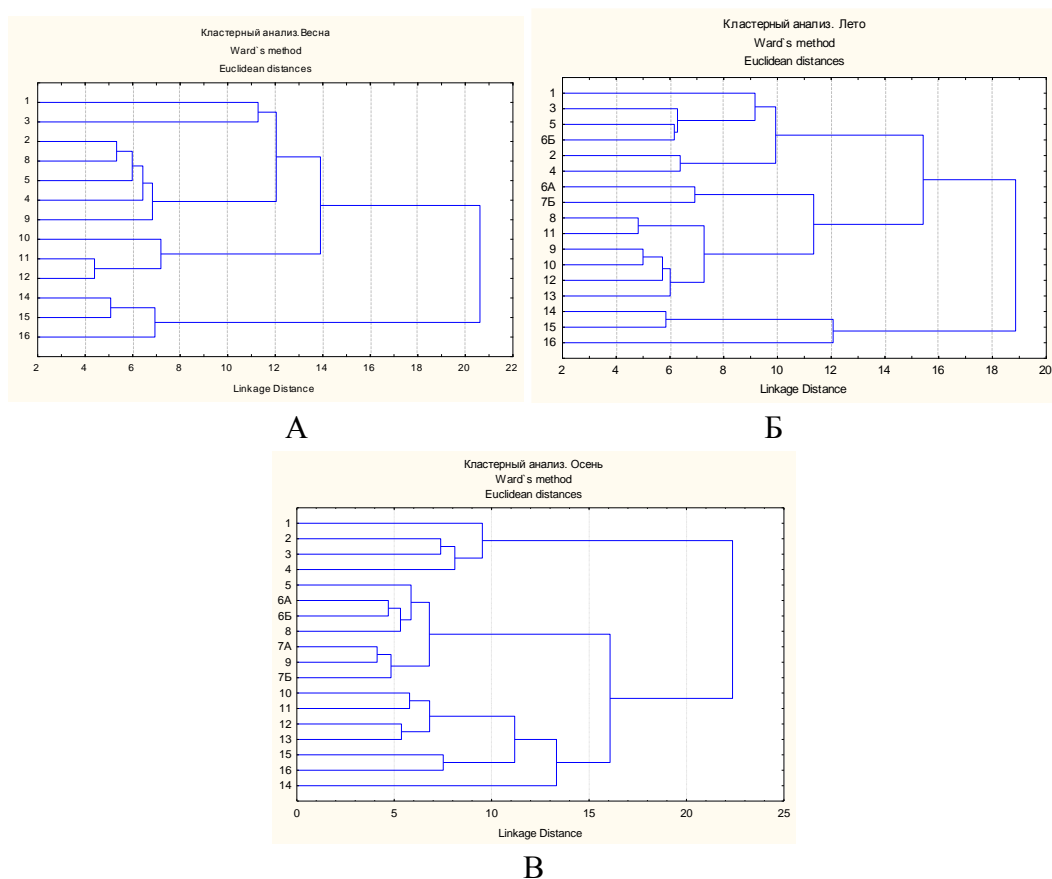 Кластерный анализ.Весна
Ward`s method
Euclidean distances
1
3
2
8
5
4
9
10
11
12
14
15
16
2 4 6 8 10 12 14 16 18 20 22
Linkage Distance
А
Кластерный анализ. Лето
Ward`s method
Euclidean distances
1
3
5
6Б
2
4
6А
7Б
8
11
9
10
12
13
14
15
16
2 4 6 8 10 12 14 16 18 20
Linkage Distance
Б
Кластерный анализ. Осень
Ward`s method
Euclidean distances
1
2
3
4
5
6А
6Б
8
7А
9
7Б
10
11
12
13
15
16
14
0 5 10 15 20 25
Linkage Distance
В